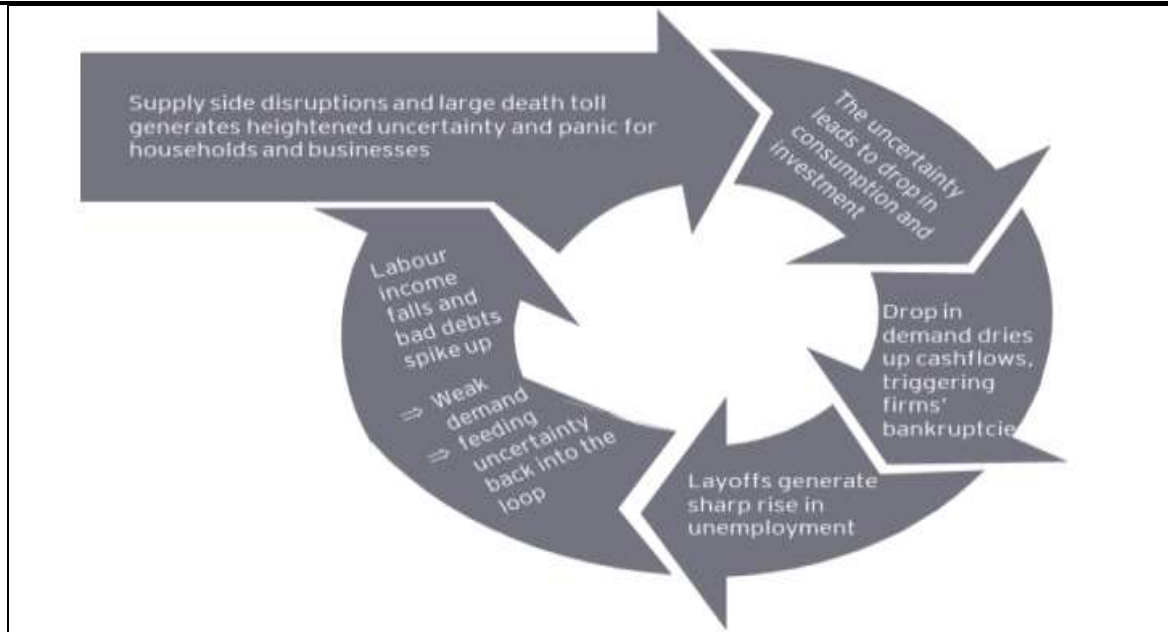 Supply side disruptions and large death toll
generates heightened uncertainty and panic for
households and businesses
The uncertainty
leads to drop in
consumption and
investment
Drop in
demand dries
up cashflows,
triggering
firms'
bankruptcie
Layoffs generate
sharp rise in
unemployment
Labour
income
falls and
bad debts
spike up
⇒ Weak
demand
⇒ feeding
uncertainty
back into the
loop